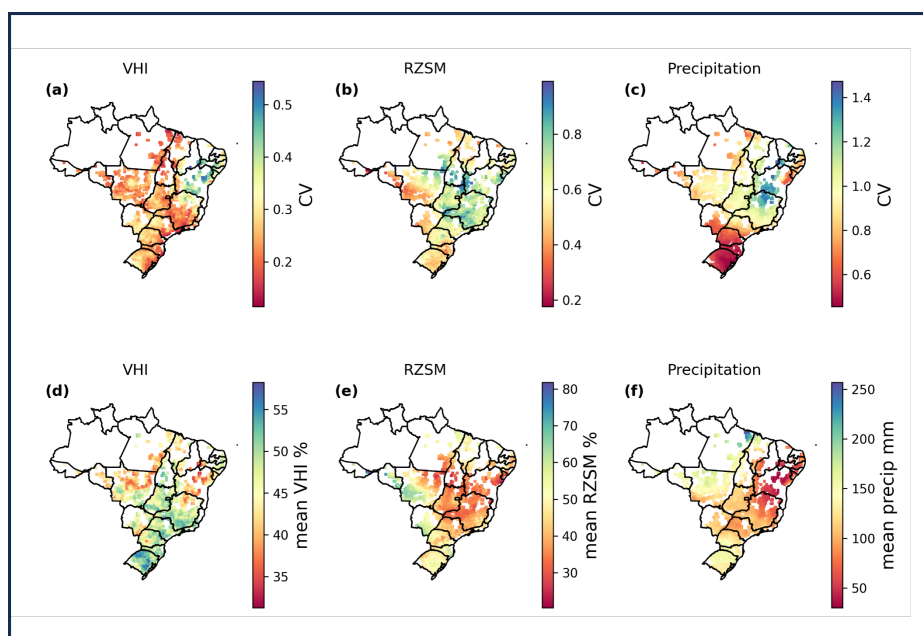 VHI
(a)
0.5
0.4
0.3
0.2
CV
RZSM
(b)
0.8
0.6
0.4
0.2
CV
Precipitation
(c)
1.4
1.2
1.0
0.8
0.6
CV
VHI
(d)
55
50
45
40
35
mean VHI %
RZSM
(e)
80
70
60
50
40
30
mean RZSM %
Precipitation
(f)
250
200
150
100
50
mean precip mm